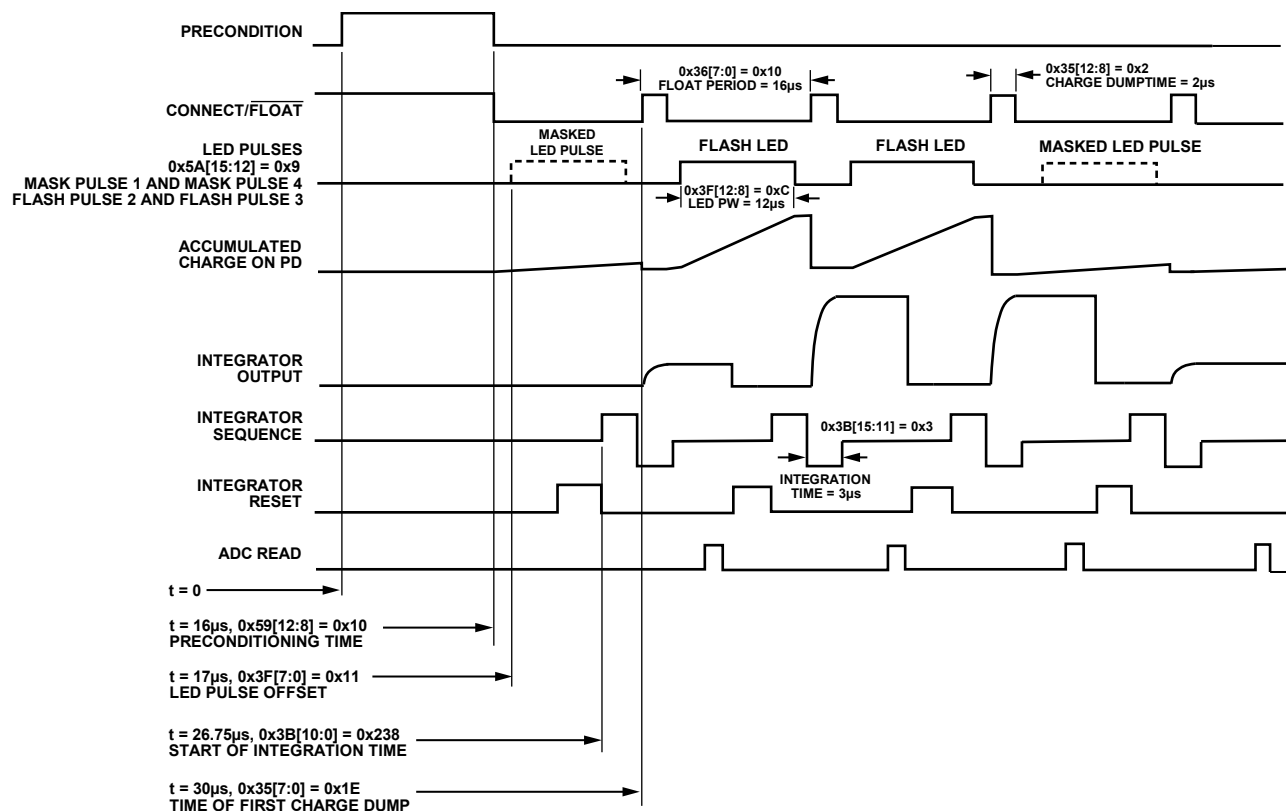 PRECONDITION
0x36[7:0] = 0x10
FLOAT PERIOD = 16µs
0x35[12:8] = 0x2
CHARGE DUMPTIME = 2µs
CONNECT/FLOAT
LED PULSES
0x5A[15:12] = 0x9
MASK PULSE 1 AND MASK PULSE 4
FLASH PULSE 2 AND FLASH PULSE 3
MASKED
LED PULSE
FLASH LED
FLASH LED
MASKED LED PULSE
0x3F[12:8] = 0xC
LED PW = 12µs
ACCUMULATED
CHARGE ON PD
INTEGRATOR
OUTPUT
INTEGRATOR
SEQUENCE
0x3B[15:11] = 0x3
INTEGRATION
TIME = 3µs
INTEGRATOR
RESET
ADC READ
t = 0
t = 16µs, 0x59[12:8] = 0x10
PRECONDITIONING TIME
t = 17µs, 0x3F[7:0] = 0x11
LED PULSE OFFSET
t = 26.75µs, 0x3B[10:0] = 0x238
START OF INTEGRATION TIME
t = 30µs, 0x35[7:0] = 0x1E
TIME OF FIRST CHARGE DUMP